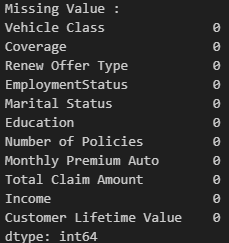 Missing Value :
Vehicle Class 0
Coverage 0
Renew Offer Type 0
EmploymentStatus 0
Marital Status 0
Education 0
Number of Policies 0
Monthly Premium Auto 0
Total Claim Amount 0
Income 0
Customer Lifetime Value 0
dtype: int64